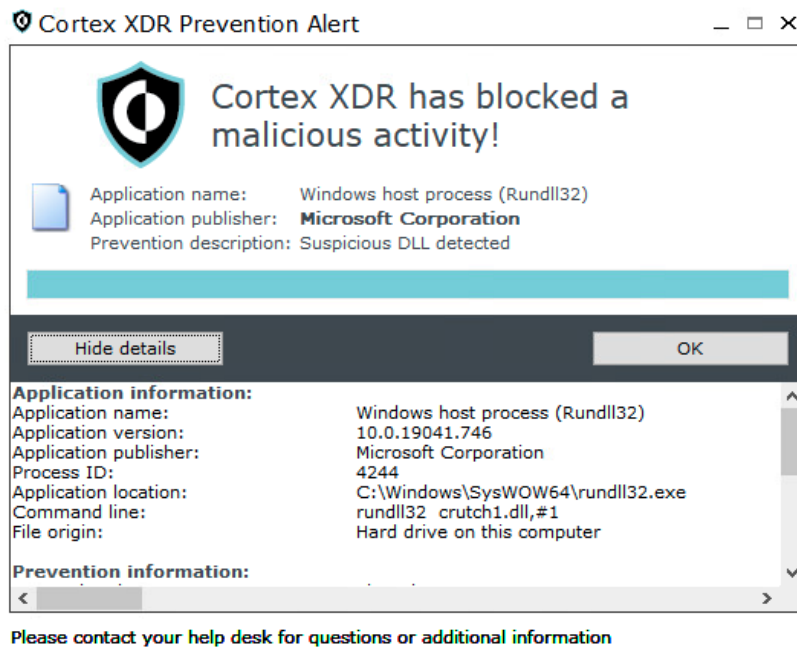 Cortex XDR Prevention Alert
Cortex XDR has blocked a
malicious activity!
Application name: Windows host process (Rundll32)
Application publisher: Microsoft Corporation
Prevention description: Suspicious DLL detected
Hide details OK
Application information:
Application name: Windows host process (Rundll32)
Application version: 10.0.19041.746
Application publisher: Microsoft Corporation
Process ID: 4244
Application location: C:\Windows\SysWOW64\rundll32.exe
Command line: rundll32 crutch1.dll,#1
File origin: Hard drive on this computer
Prevention information:
Please contact your help desk for questions or additional information